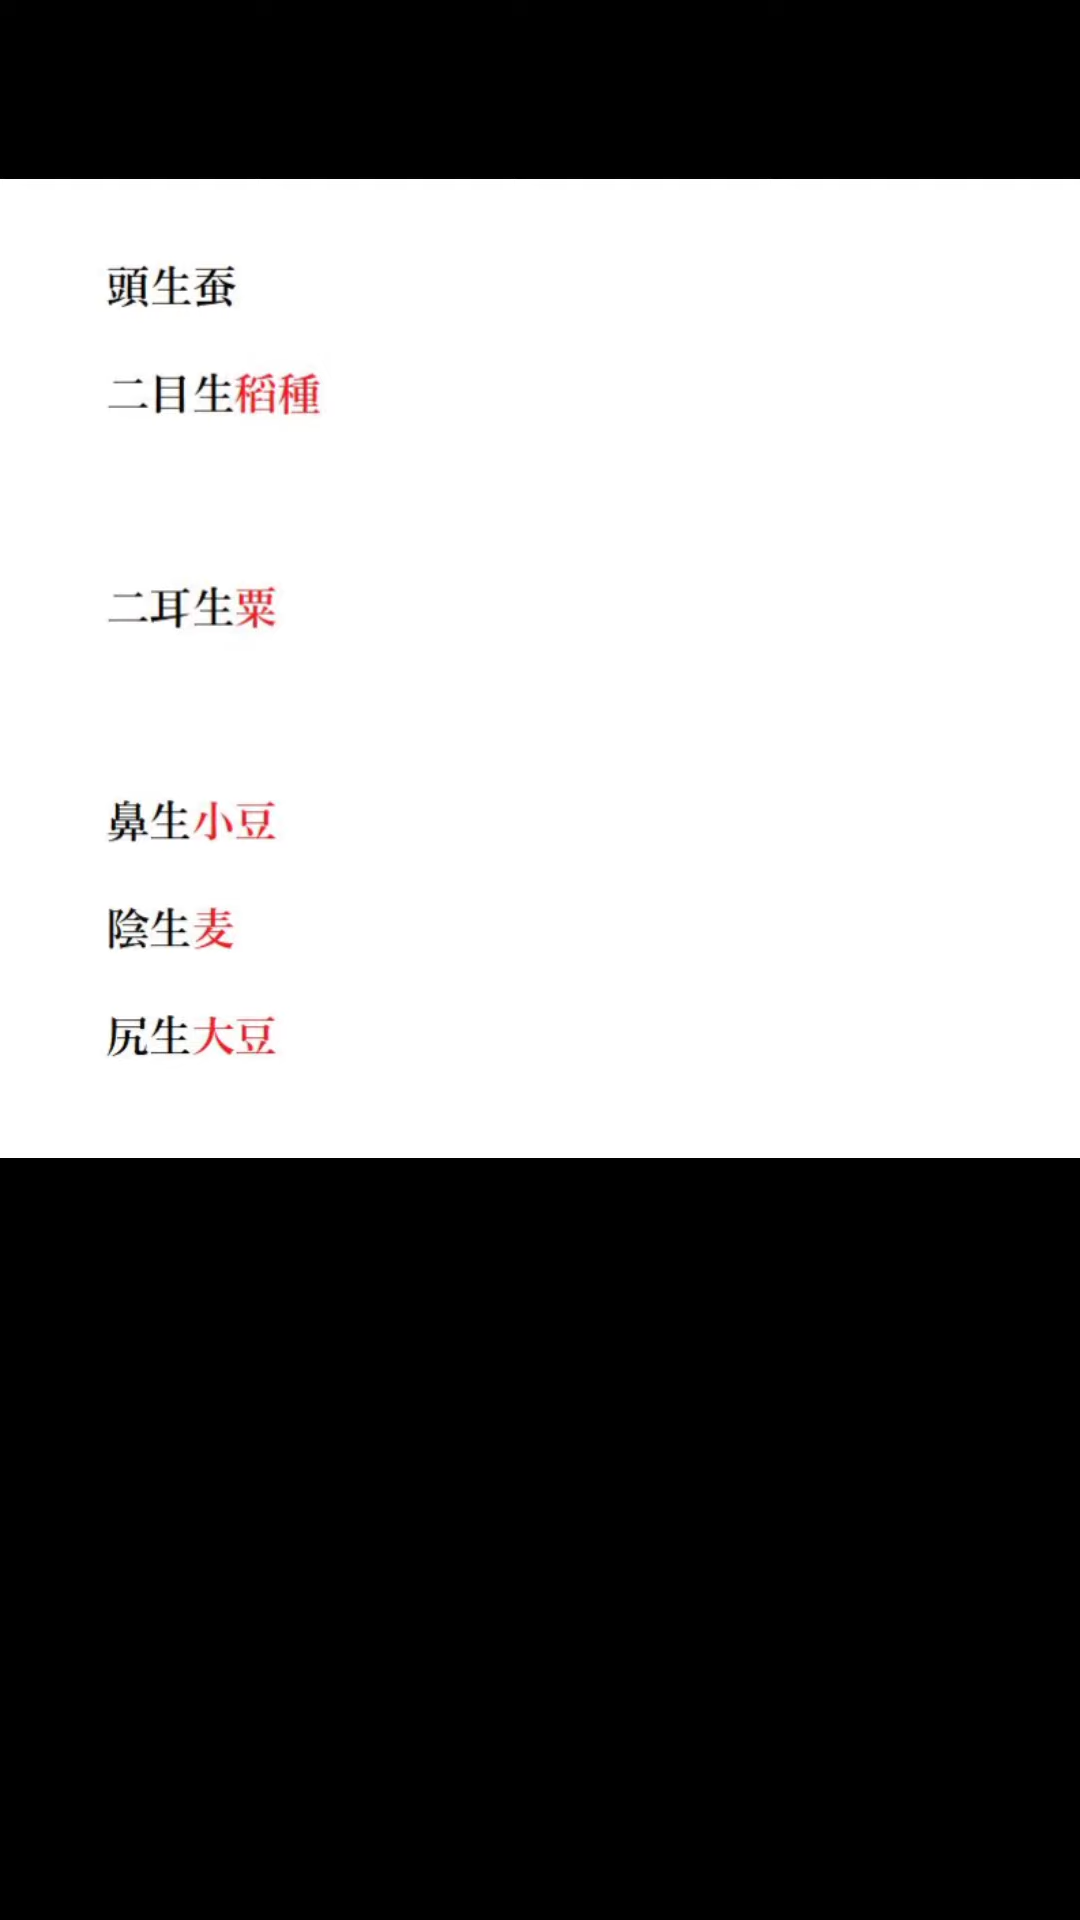 頭生蚕
二目生稻種
二耳生粟
鼻生小豆
陰生麦
尻生大豆